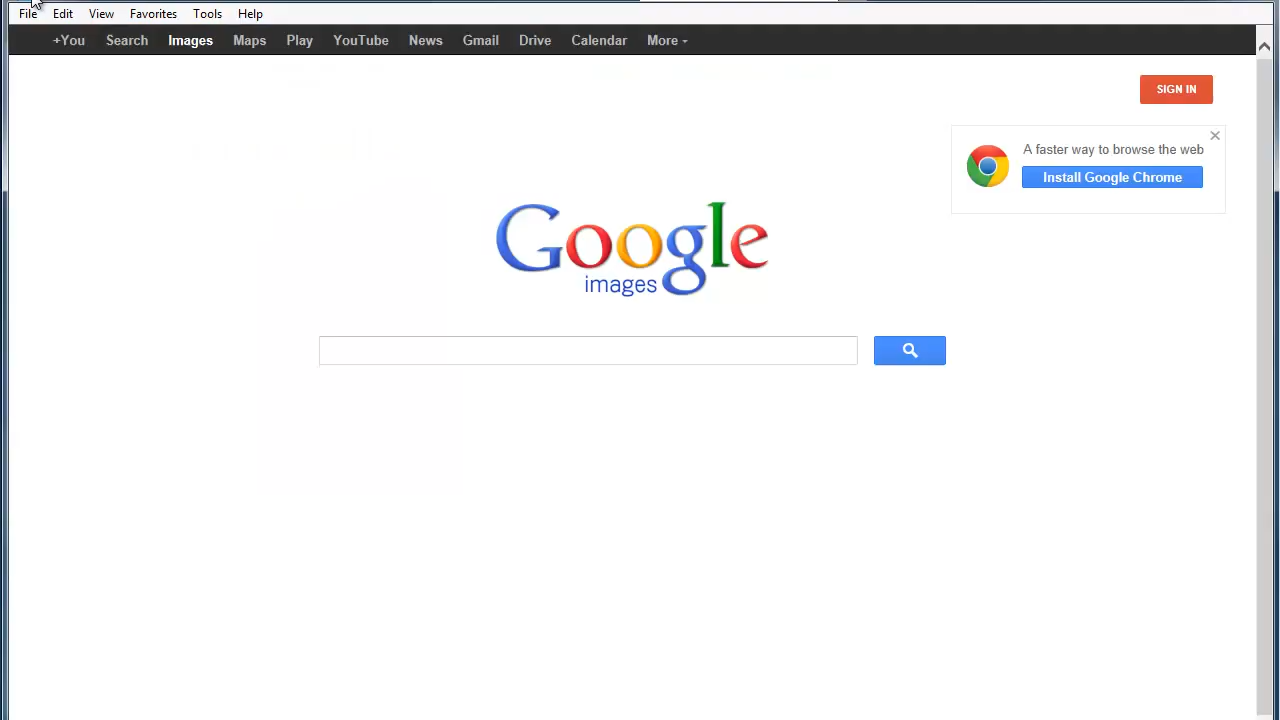 File Edit View Favorites Tools Help
+You Search Images Maps Play YouTube News Gmail Drive Calendar More
SIGN IN
A faster way to browse the web
Install Google Chrome
Google
images